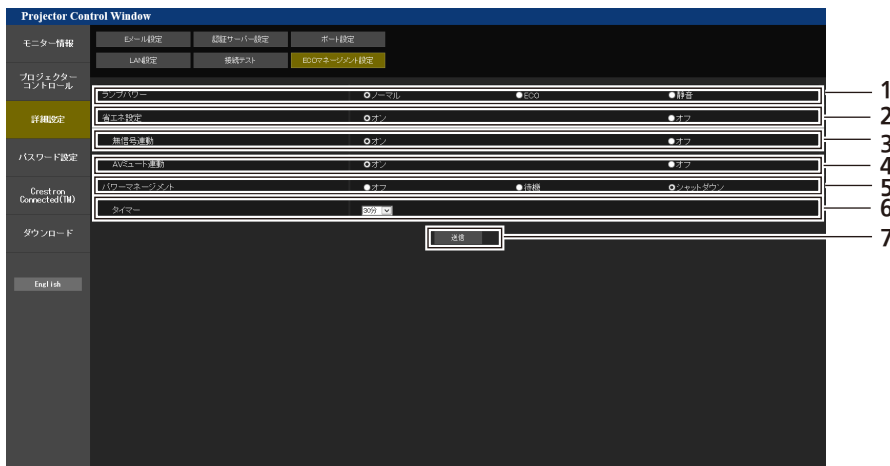 Projector Control Window
モニター情報
プロジェクター
コントロール
詳細設定
パスワード設定
Crestron
Connected(TM)
ダウンロード
English
Eメール設定 認証サーバー設定 ポート設定
LAN設定 接続テスト ECOマネージメント設定
ランプパワー ノーマル ECO 静音 1
省エネ設定 オン オフ 2
無信号連動 オン オフ 3
AVミュート連動 オン オフ 4
パワーマネージメント オフ 待機 シャットダウン 5
タイマー 30分 6
送信 7